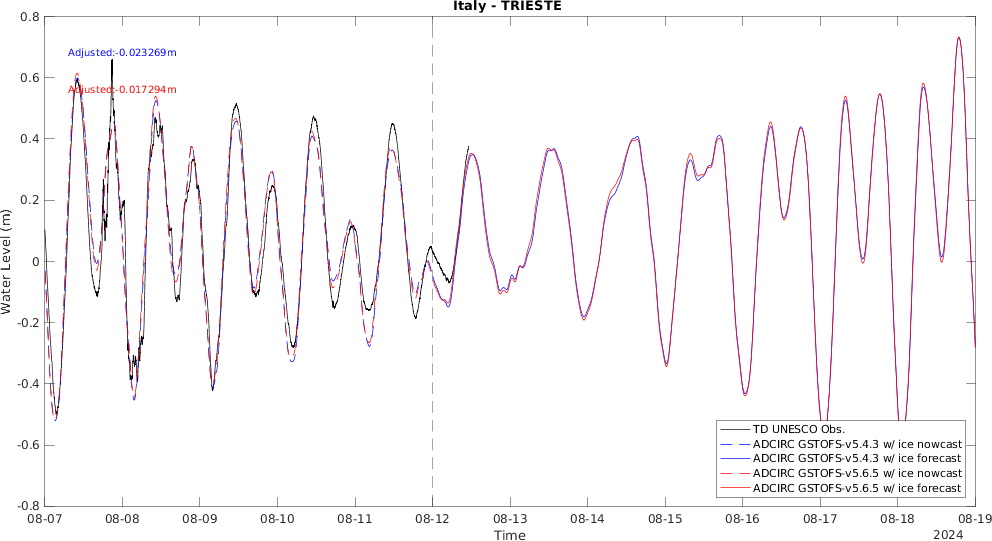 Italy - TRIESTE
Adjusted:-0.023269m
Adjusted:-0.017294m
Water Level (m)
0.8
0.6
0.4
0.2
0
-0.2
-0.4
-0.6
-0.8
TD UNESCO Obs.
ADCIRC GSTOFS-v5.4.3 w/ ice nowcast
ADCIRC GSTOFS-v5.4.3 w/ ice forecast
ADCIRC GSTOFS-v5.6.5 w/ ice nowcast
ADCIRC GSTOFS-v5.6.5 w/ ice forecast
08-07 08-08 08-09 08-10 08-11 08-12 08-13 08-14 08-15 08-16 08-17 08-18 08-19
Time
2024